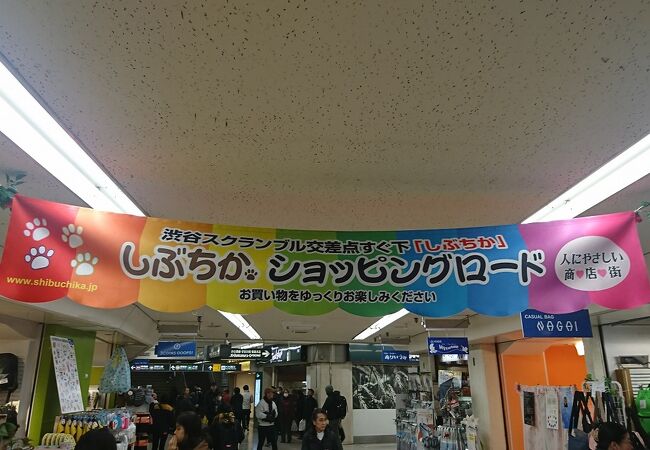 渋谷スクランブル交差点すぐ下「しぶちか」
しぶちか ショッピングロード
お買い物をゆっくりお楽しみください
www.shibuchika.jp
人にやさしい
商♥店♥街
CASUAL BAG
NAGAI